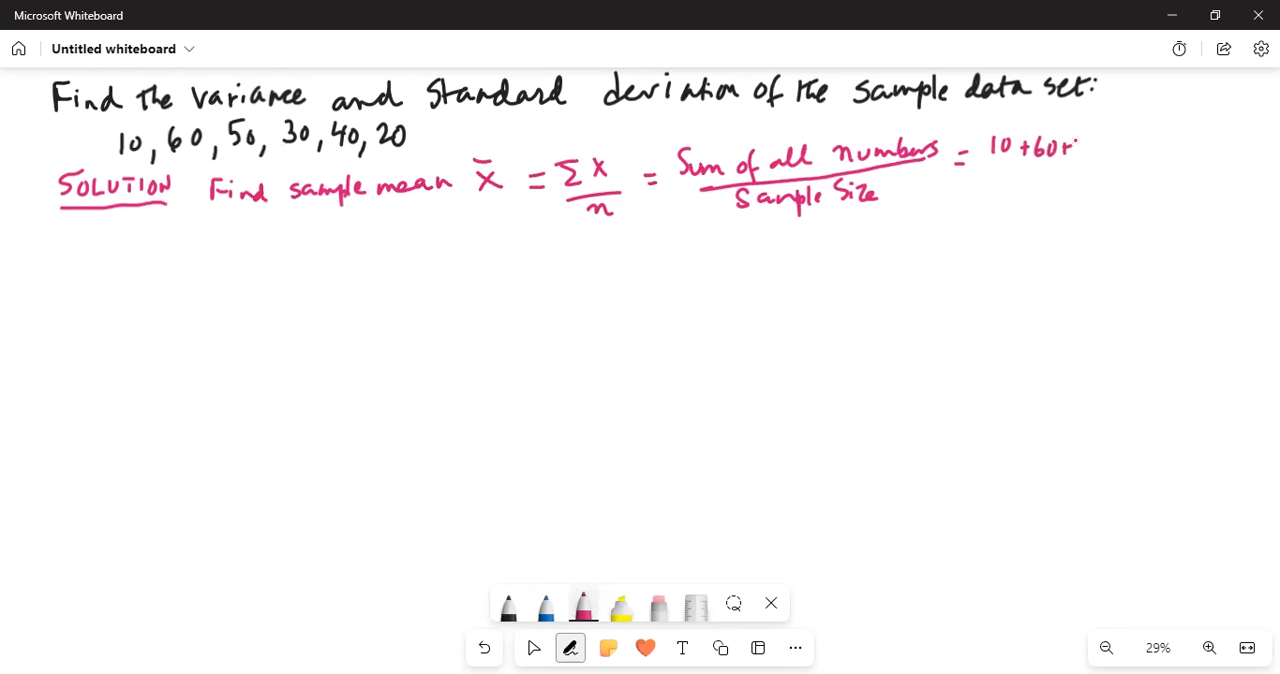 Microsoft Whiteboard
Untitled whiteboard
Find the variance and standard deviation of the sample data set:
10, 60, 50, 30, 40, 20
SOLUTION Find sample mean x̄ = Σx/n = Sum of all numbers/Sample Size = 10+60+
29%